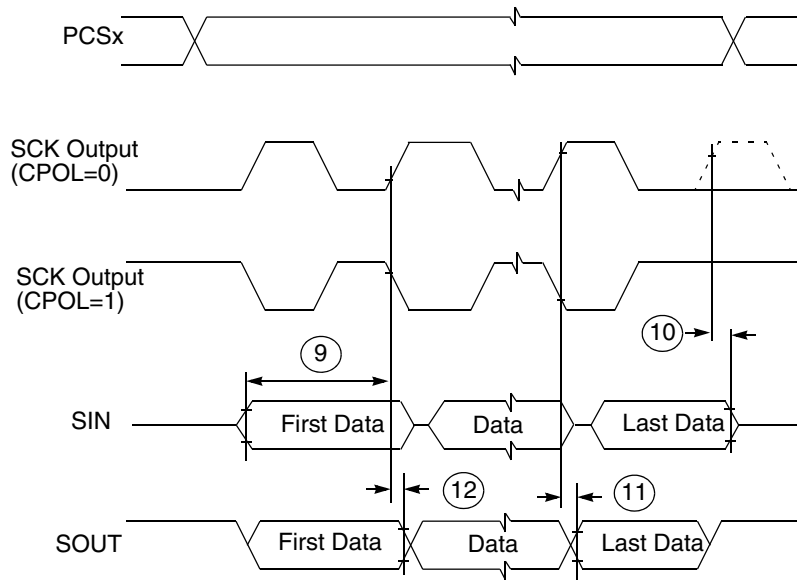 PCSx
SCK Output
(CPOL=0)
SCK Output
(CPOL=1)
10
9
SIN
First Data
Data
Last Data
12
11
SOUT
First Data
Data
Last Data